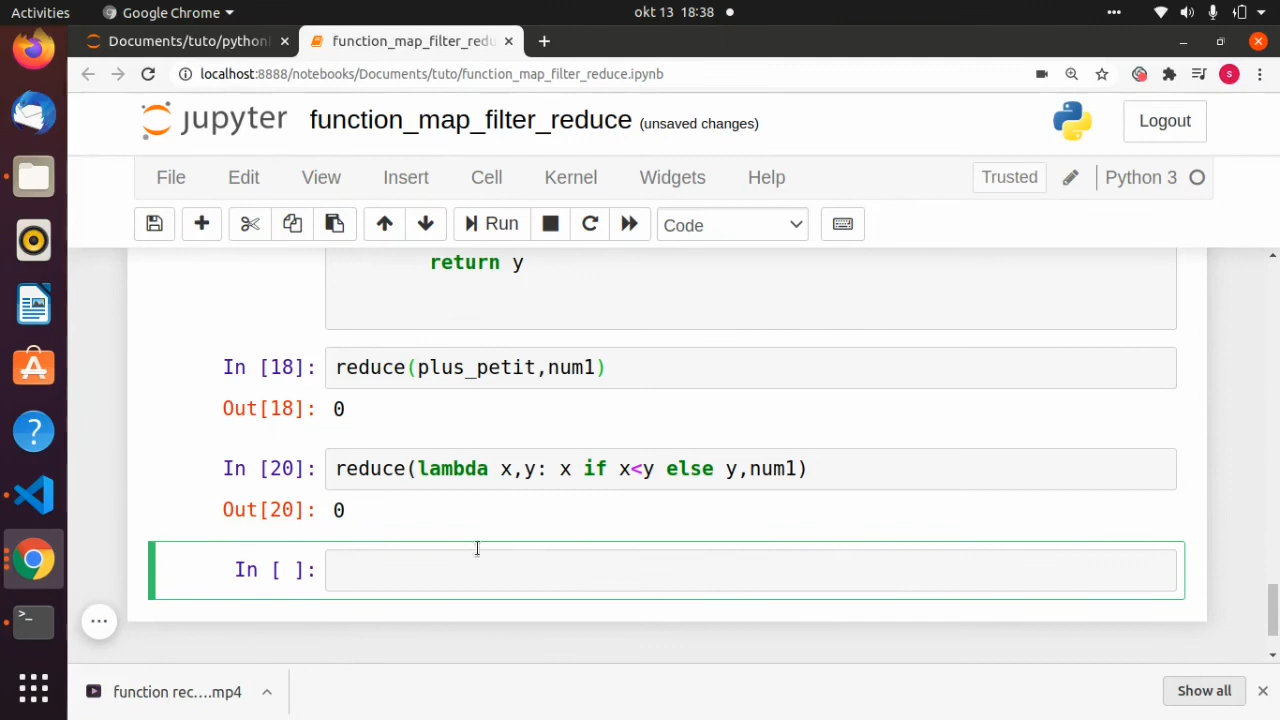 Activities
Google Chrome
okt 13 18:38
Documents/tuto/python
function_map_filter_redu
localhost:8888/notebooks/Documents/tuto/function_map_filter_reduce.ipynb
s
jupyter function_map_filter_reduce (unsaved changes)
Logout
File Edit View Insert Cell Kernel Widgets Help
Trusted
Python 3
Run
Code
return y
In [18]: reduce(plus_petit,num1)
Out[18]: 0
In [20]: reduce(lambda x,y: x if x<y else y,num1)
Out[20]: 0
In [ ]:
function rec....mp4
Show all